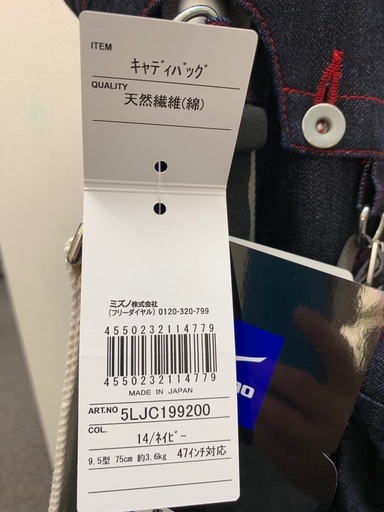 ITEM
キャディバッグ
QUALITY
天然繊維(綿)
ミズノ株式会社
(フリーダイヤル) 0120-320-799
4550232114779
4550232114779
MADE IN JAPAN
ART.NO 5LJC199200
COL.
14/ネイビー
9.5型 75cm 約3.6kg 47インチ対応